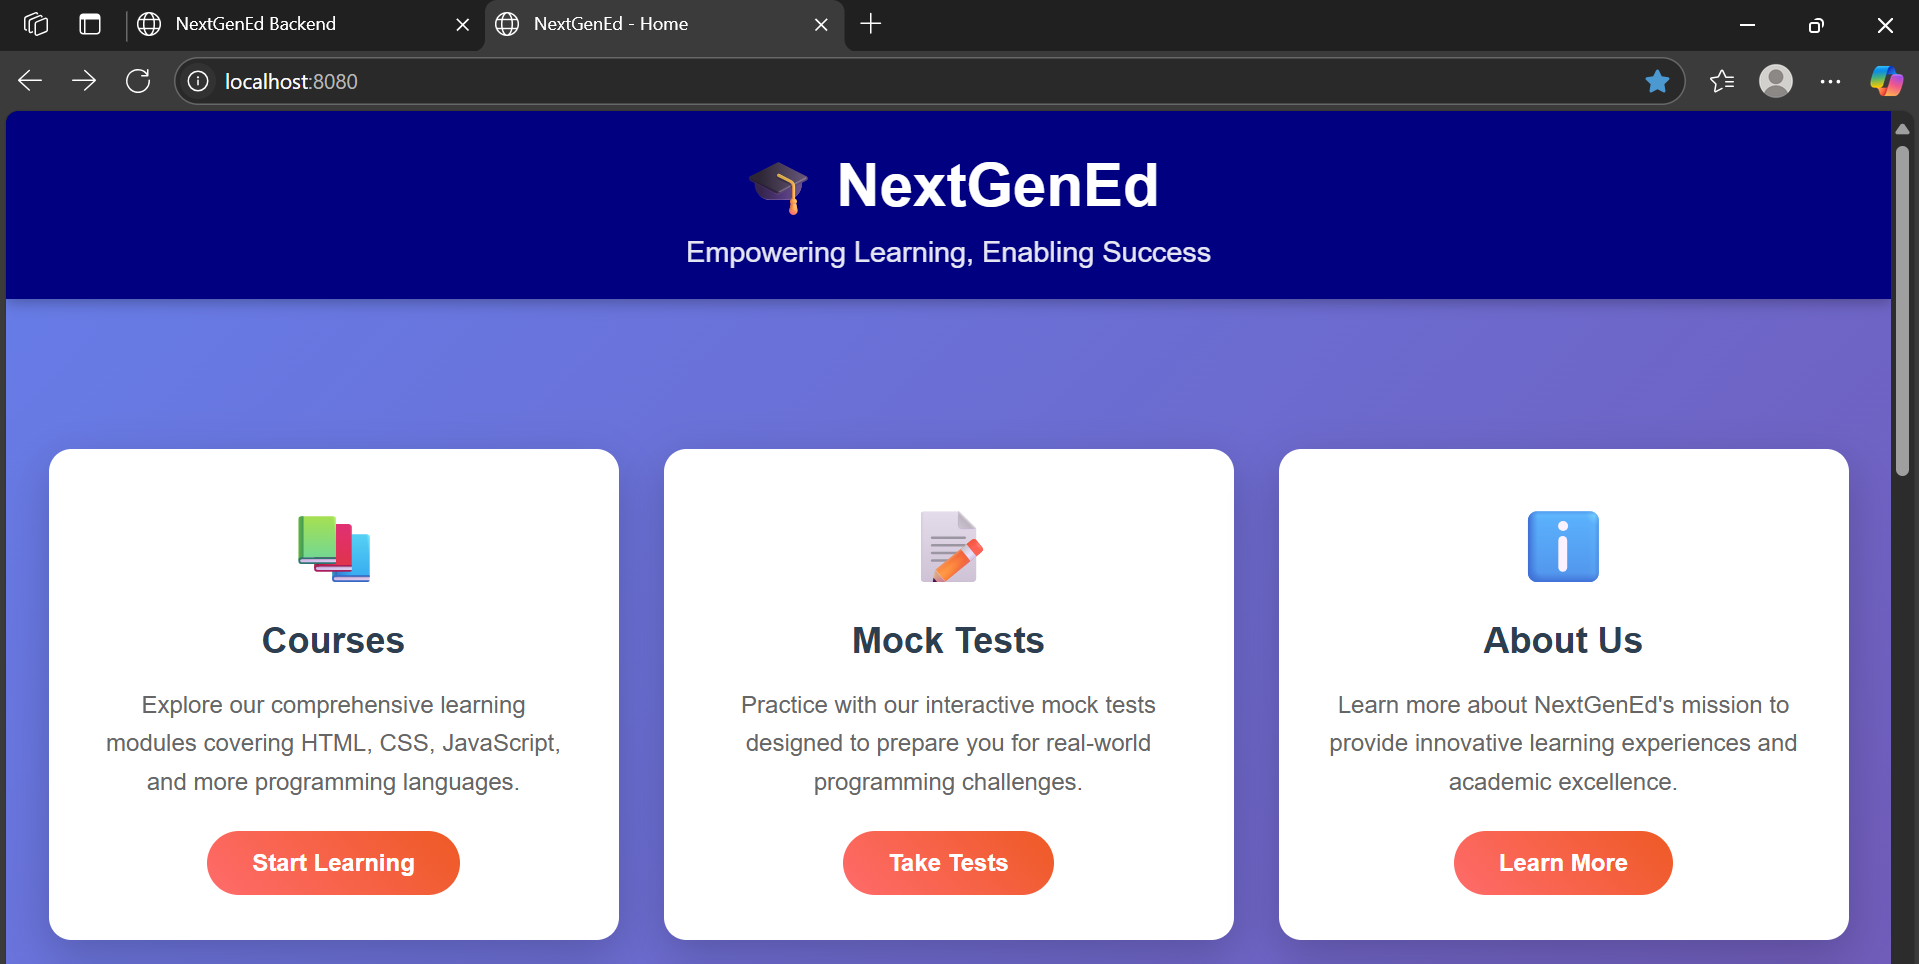 NextGenEd Backend
NextGenEd - Home
localhost:8080
NextGenEd
Empowering Learning, Enabling Success
Courses
Explore our comprehensive learning
modules covering HTML, CSS, JavaScript,
and more programming languages.
Start Learning
Mock Tests
Practice with our interactive mock tests
designed to prepare you for real-world
programming challenges.
Take Tests
About Us
Learn more about NextGenEd's mission to
provide innovative learning experiences and
academic excellence.
Learn More